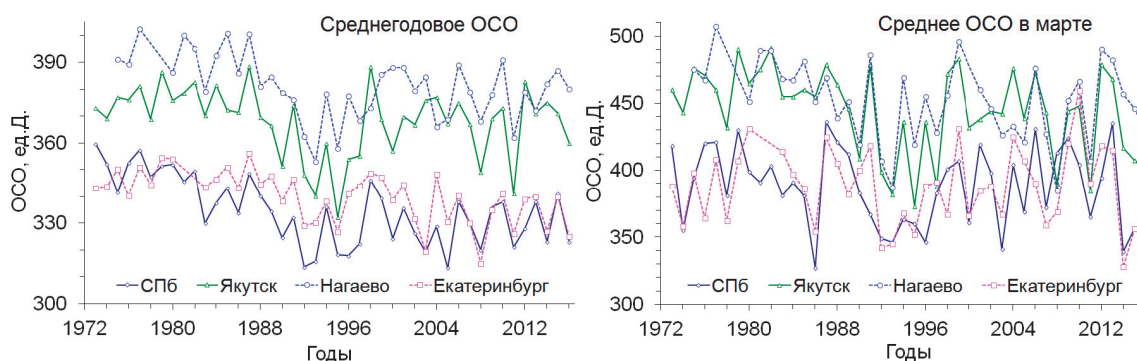 Среднегодовое ОСО
ОСО, ед.Д.
390
360
330
300
СПб Якутск Нагаево Екатеринбург
1972 1980 1988 1996 2004 2012
Годы
Среднее ОСО в марте
ОСО, ед.Д.
500
450
400
350
300
СПб Якутск Нагаево Екатеринбург
1972 1980 1988 1996 2004 2012
Годы